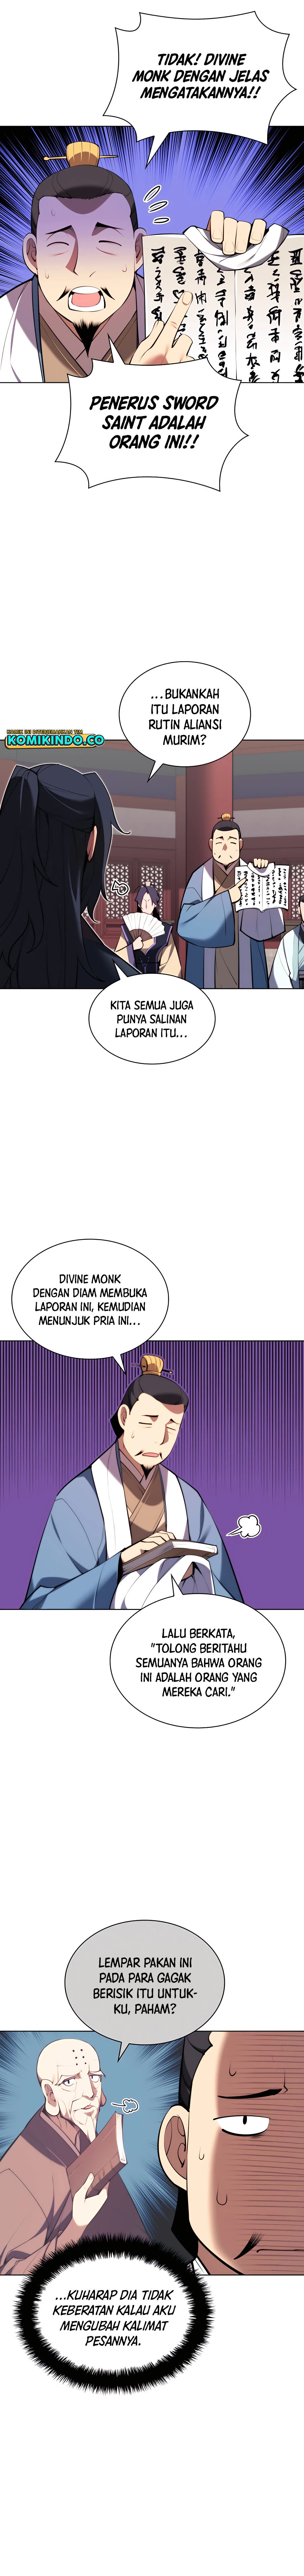 TIDAK! DIVINE
MONK DENGAN JELAS
MENGATAKANNYA!!
PENERUS SWORD
SAINT ADALAH
ORANG INI!!
...BUKANKAH
ITU LAPORAN
RUTIN ALIANSI
MURIM?
KOMIKINDO.CO
KITA SEMUA JUGA
PUNYA SALINAN
LAPORAN ITU...
DIVINE MONK
DENGAN DIAM MEMBUKA
LAPORAN INI, KEMUDIAN
MENUNJUK PRIA INI...
LALU BERKATA,
"TOLONG BERITAHU
SEMUANYA BAHWA ORANG
INI ADALAH ORANG YANG
MEREKA CARI."
LEMPAR PAKAN INI
PADA PARA GAGAK
BERISIK ITU UNTUK-
KU, PAHAM?
...KUHARAP DIA TIDAK
KEBERATAN KALAU AKU
MENGUBAH KALIMAT
PESANNYA.